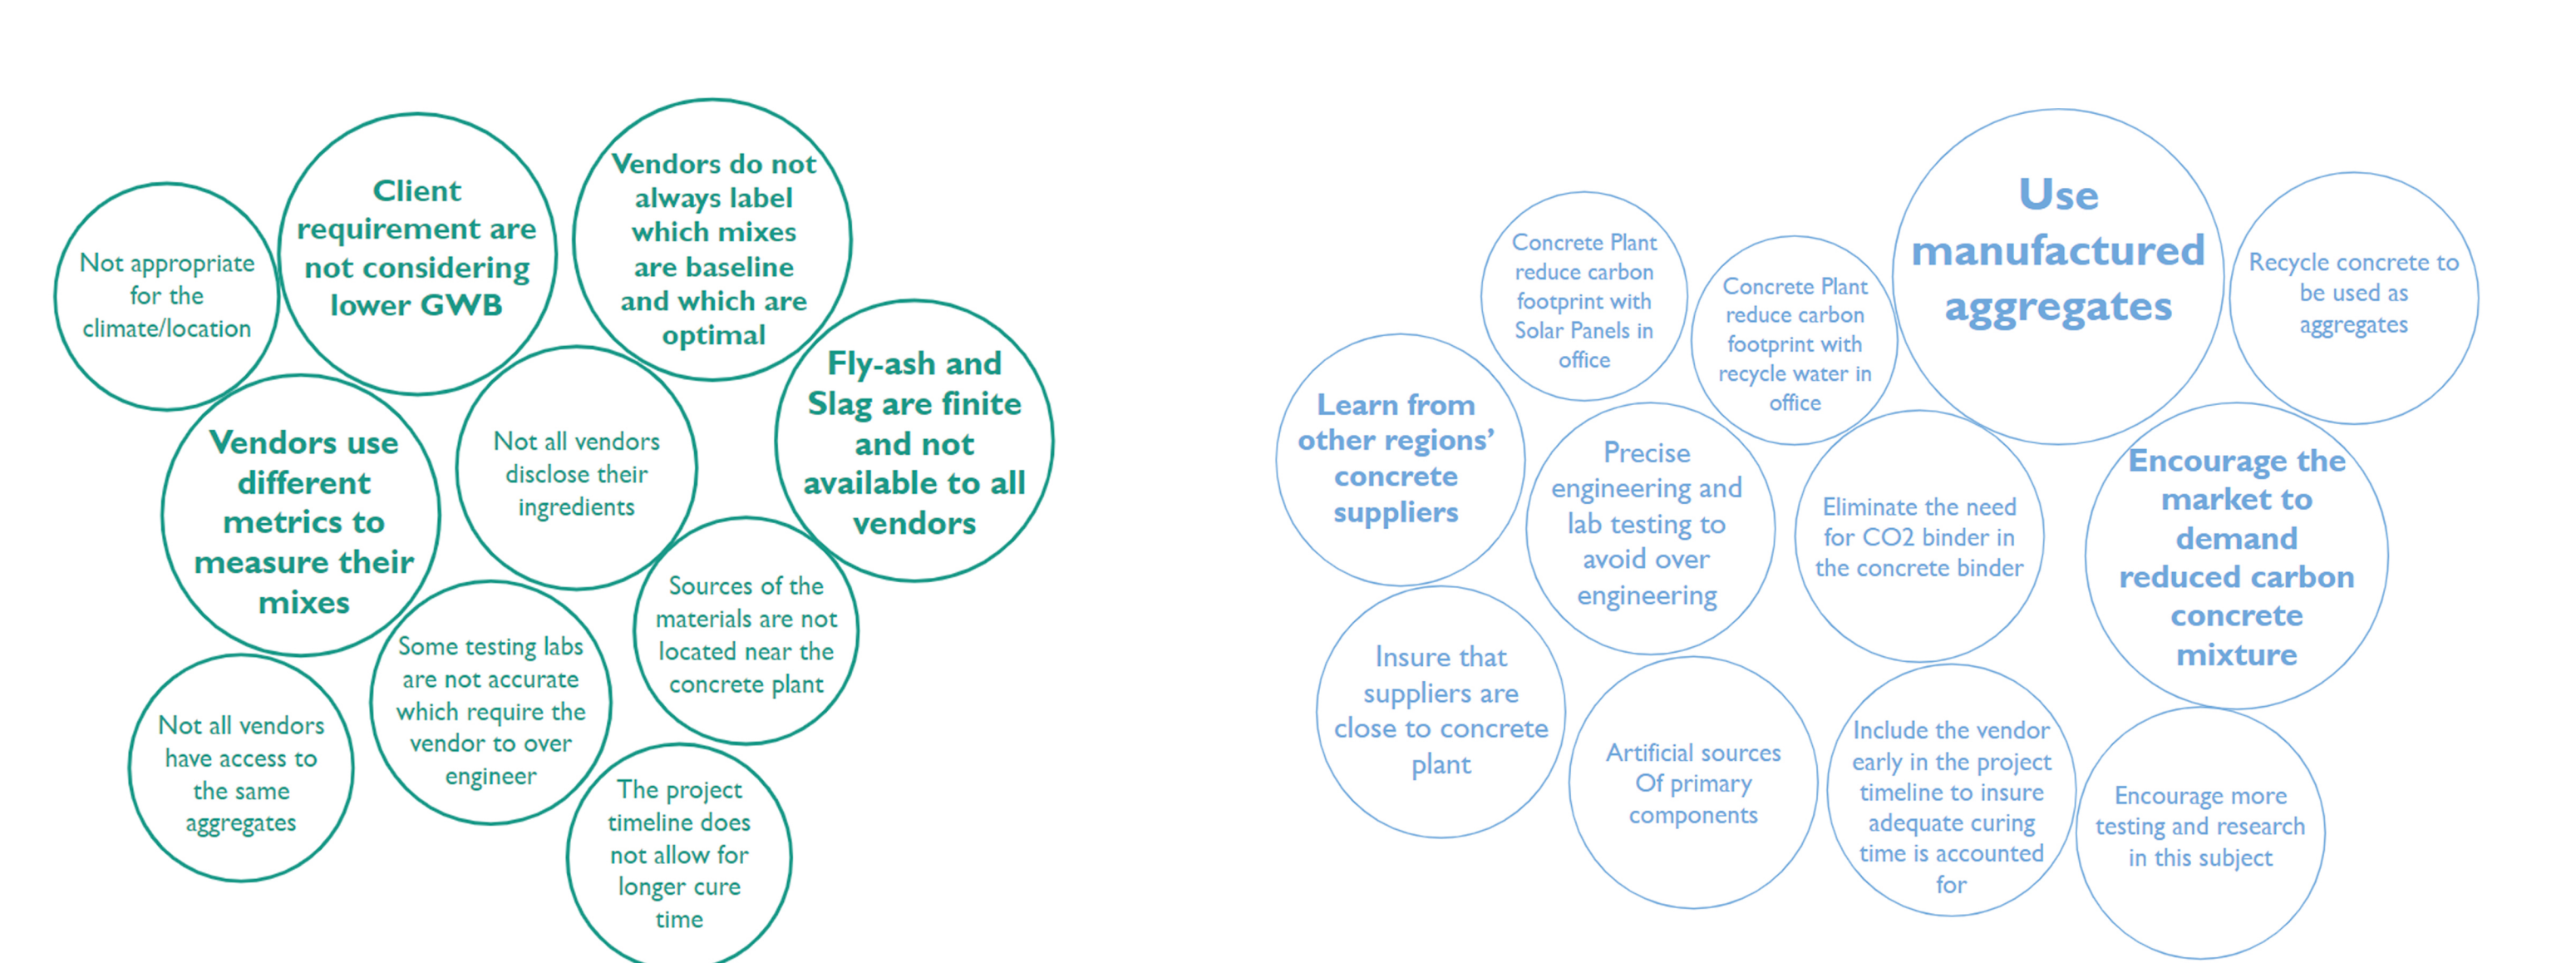 Not appropriate
for the
climate/location
Client
requirement are
not considering
lower GWB
Vendors do not
always label
which mixes
are baseline
and which are
optimal
Fly-ash and
Slag are finite
and not
available to all
vendors
Vendors use
different
metrics to
measure their
mixes
Not all vendors
disclose their
ingredients
Sources of the
materials are not
located near the
concrete plant
Some testing labs
are not accurate
which require the
vendor to over
engineer
Not all vendors
have access to
the same
aggregates
The project
timeline does
not allow for
longer cure
time
Concrete Plant
reduce carbon
footprint with
Solar Panels in
office
Concrete Plant
reduce carbon
footprint with
recycle water in
office
Use
manufactured
aggregates
Recycle concrete to
be used as
aggregates
Learn from
other regions’
concrete
suppliers
Precise
engineering and
lab testing to
avoid over
engineering
Eliminate the need
for CO2 binder in
the concrete binder
Encourage the
market to
demand
reduced carbon
concrete
mixture
Insure that
suppliers are
close to concrete
plant
Artificial sources
Of primary
components
Include the vendor
early in the project
timeline to insure
adequate curing
time is accounted
for
Encourage more
testing and research
in this subject